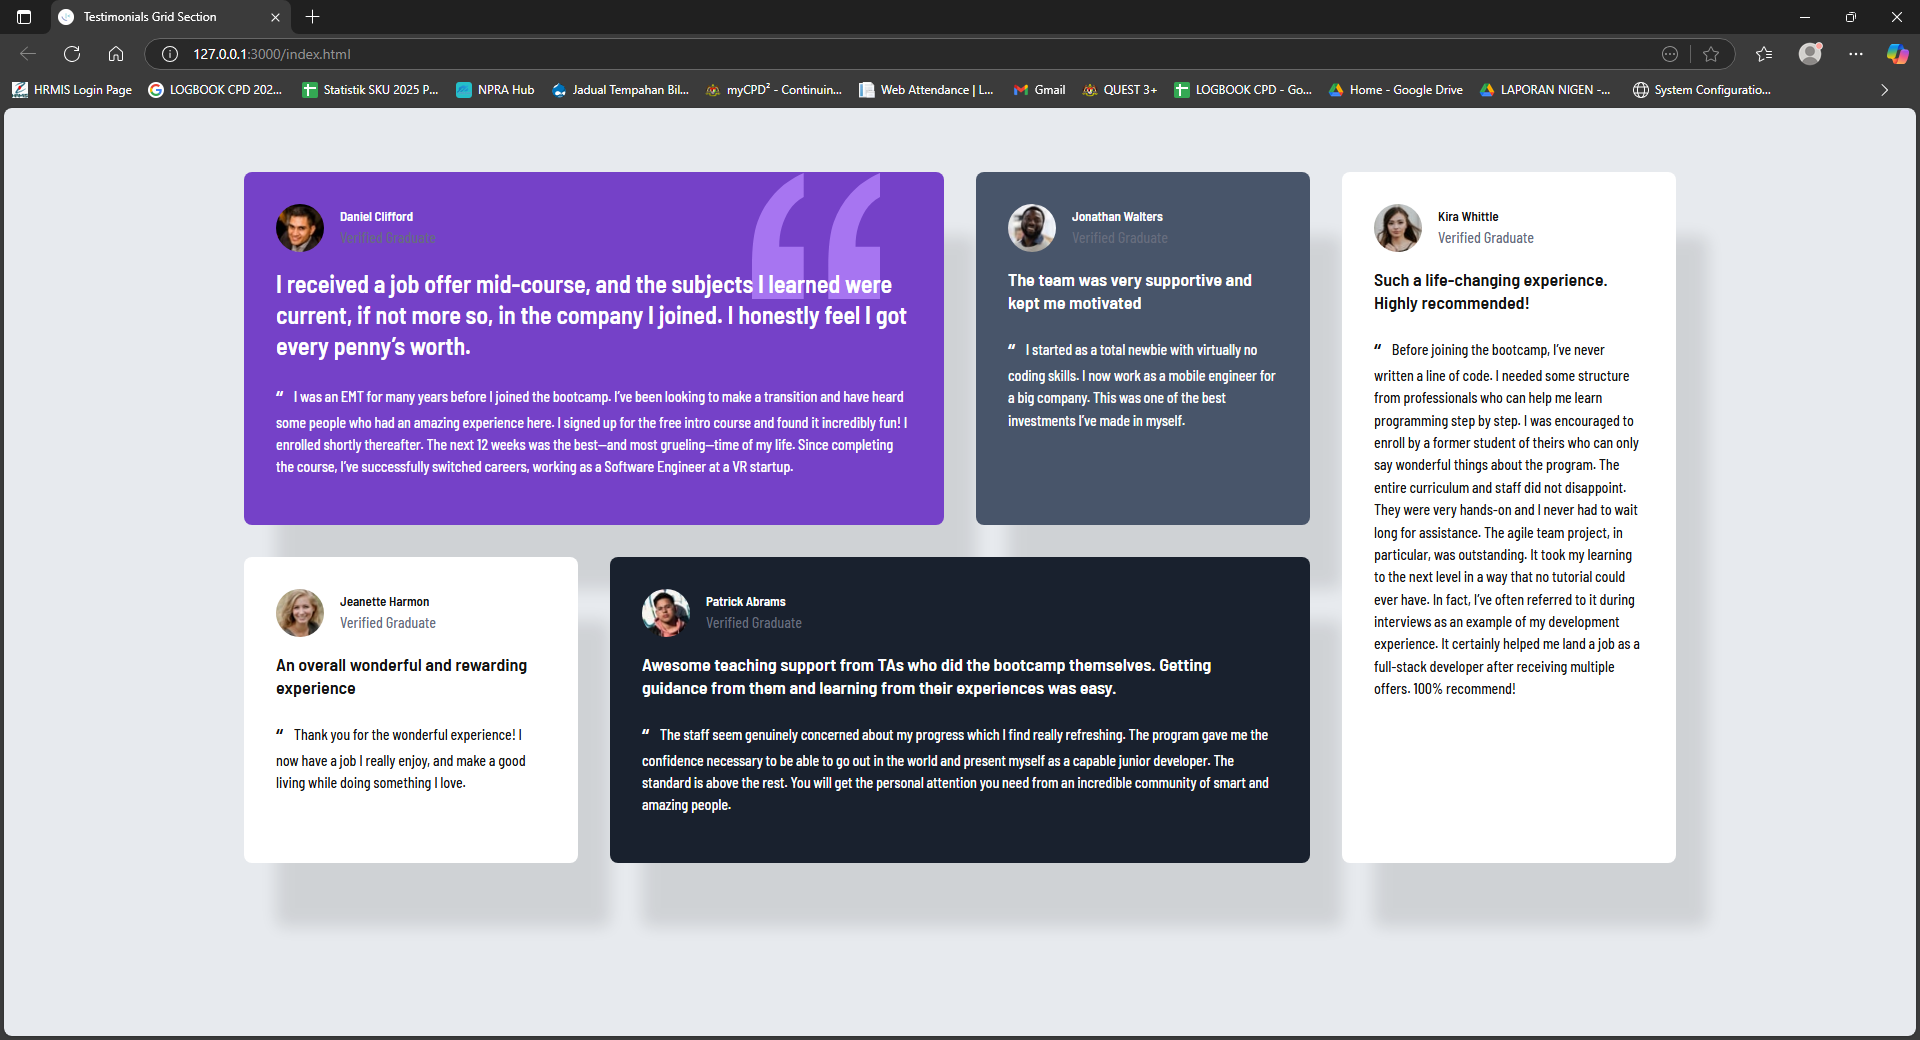 Testimonials Grid Section
127.0.0.1:3000/index.html
HRMIS Login Page
LOGBOOK CPD 202...
Statistik SKU 2025 P...
NPRA Hub
Jadual Tempahan Bil...
myCPD² - Continuin...
Web Attendance | L...
Gmail
QUEST 3+
LOGBOOK CPD - Go...
Home - Google Drive
LAPORAN NIGEN -...
System Configuratio...
Daniel Clifford
Verified Graduate
I received a job offer mid-course, and the subjects I learned were
current, if not more so, in the company I joined. I honestly feel I got
every penny’s worth.
“ I was an EMT for many years before I joined the bootcamp. I’ve been looking to make a transition and have heard
some people who had an amazing experience here. I signed up for the free intro course and found it incredibly fun! I
enrolled shortly thereafter. The next 12 weeks was the best—and most grueling—time of my life. Since completing
the course, I’ve successfully switched careers, working as a Software Engineer at a VR startup.
Jonathan Walters
Verified Graduate
The team was very supportive and
kept me motivated
“ I started as a total newbie with virtually no
coding skills. I now work as a mobile engineer for
a big company. This was one of the best
investments I’ve made in myself.
Kira Whittle
Verified Graduate
Such a life-changing experience.
Highly recommended!
“ Before joining the bootcamp, I’ve never
written a line of code. I needed some structure
from professionals who can help me learn
programming step by step. I was encouraged to
enroll by a former student of theirs who can only
say wonderful things about the program. The
entire curriculum and staff did not disappoint.
They were very hands-on and I never had to wait
long for assistance. The agile team project, in
particular, was outstanding. It took my learning
to the next level in a way that no tutorial could
ever have. In fact, I’ve often referred to it during
interviews as an example of my development
experience. It certainly helped me land a job as a
full-stack developer after receiving multiple
offers. 100% recommend!
Jeanette Harmon
Verified Graduate
An overall wonderful and rewarding
experience
“ Thank you for the wonderful experience! I
now have a job I really enjoy, and make a good
living while doing something I love.
Patrick Abrams
Verified Graduate
Awesome teaching support from TAs who did the bootcamp themselves. Getting
guidance from them and learning from their experiences was easy.
“ The staff seem genuinely concerned about my progress which I find really refreshing. The program gave me the
confidence necessary to be able to go out in the world and present myself as a capable junior developer. The
standard is above the rest. You will get the personal attention you need from an incredible community of smart and
amazing people.